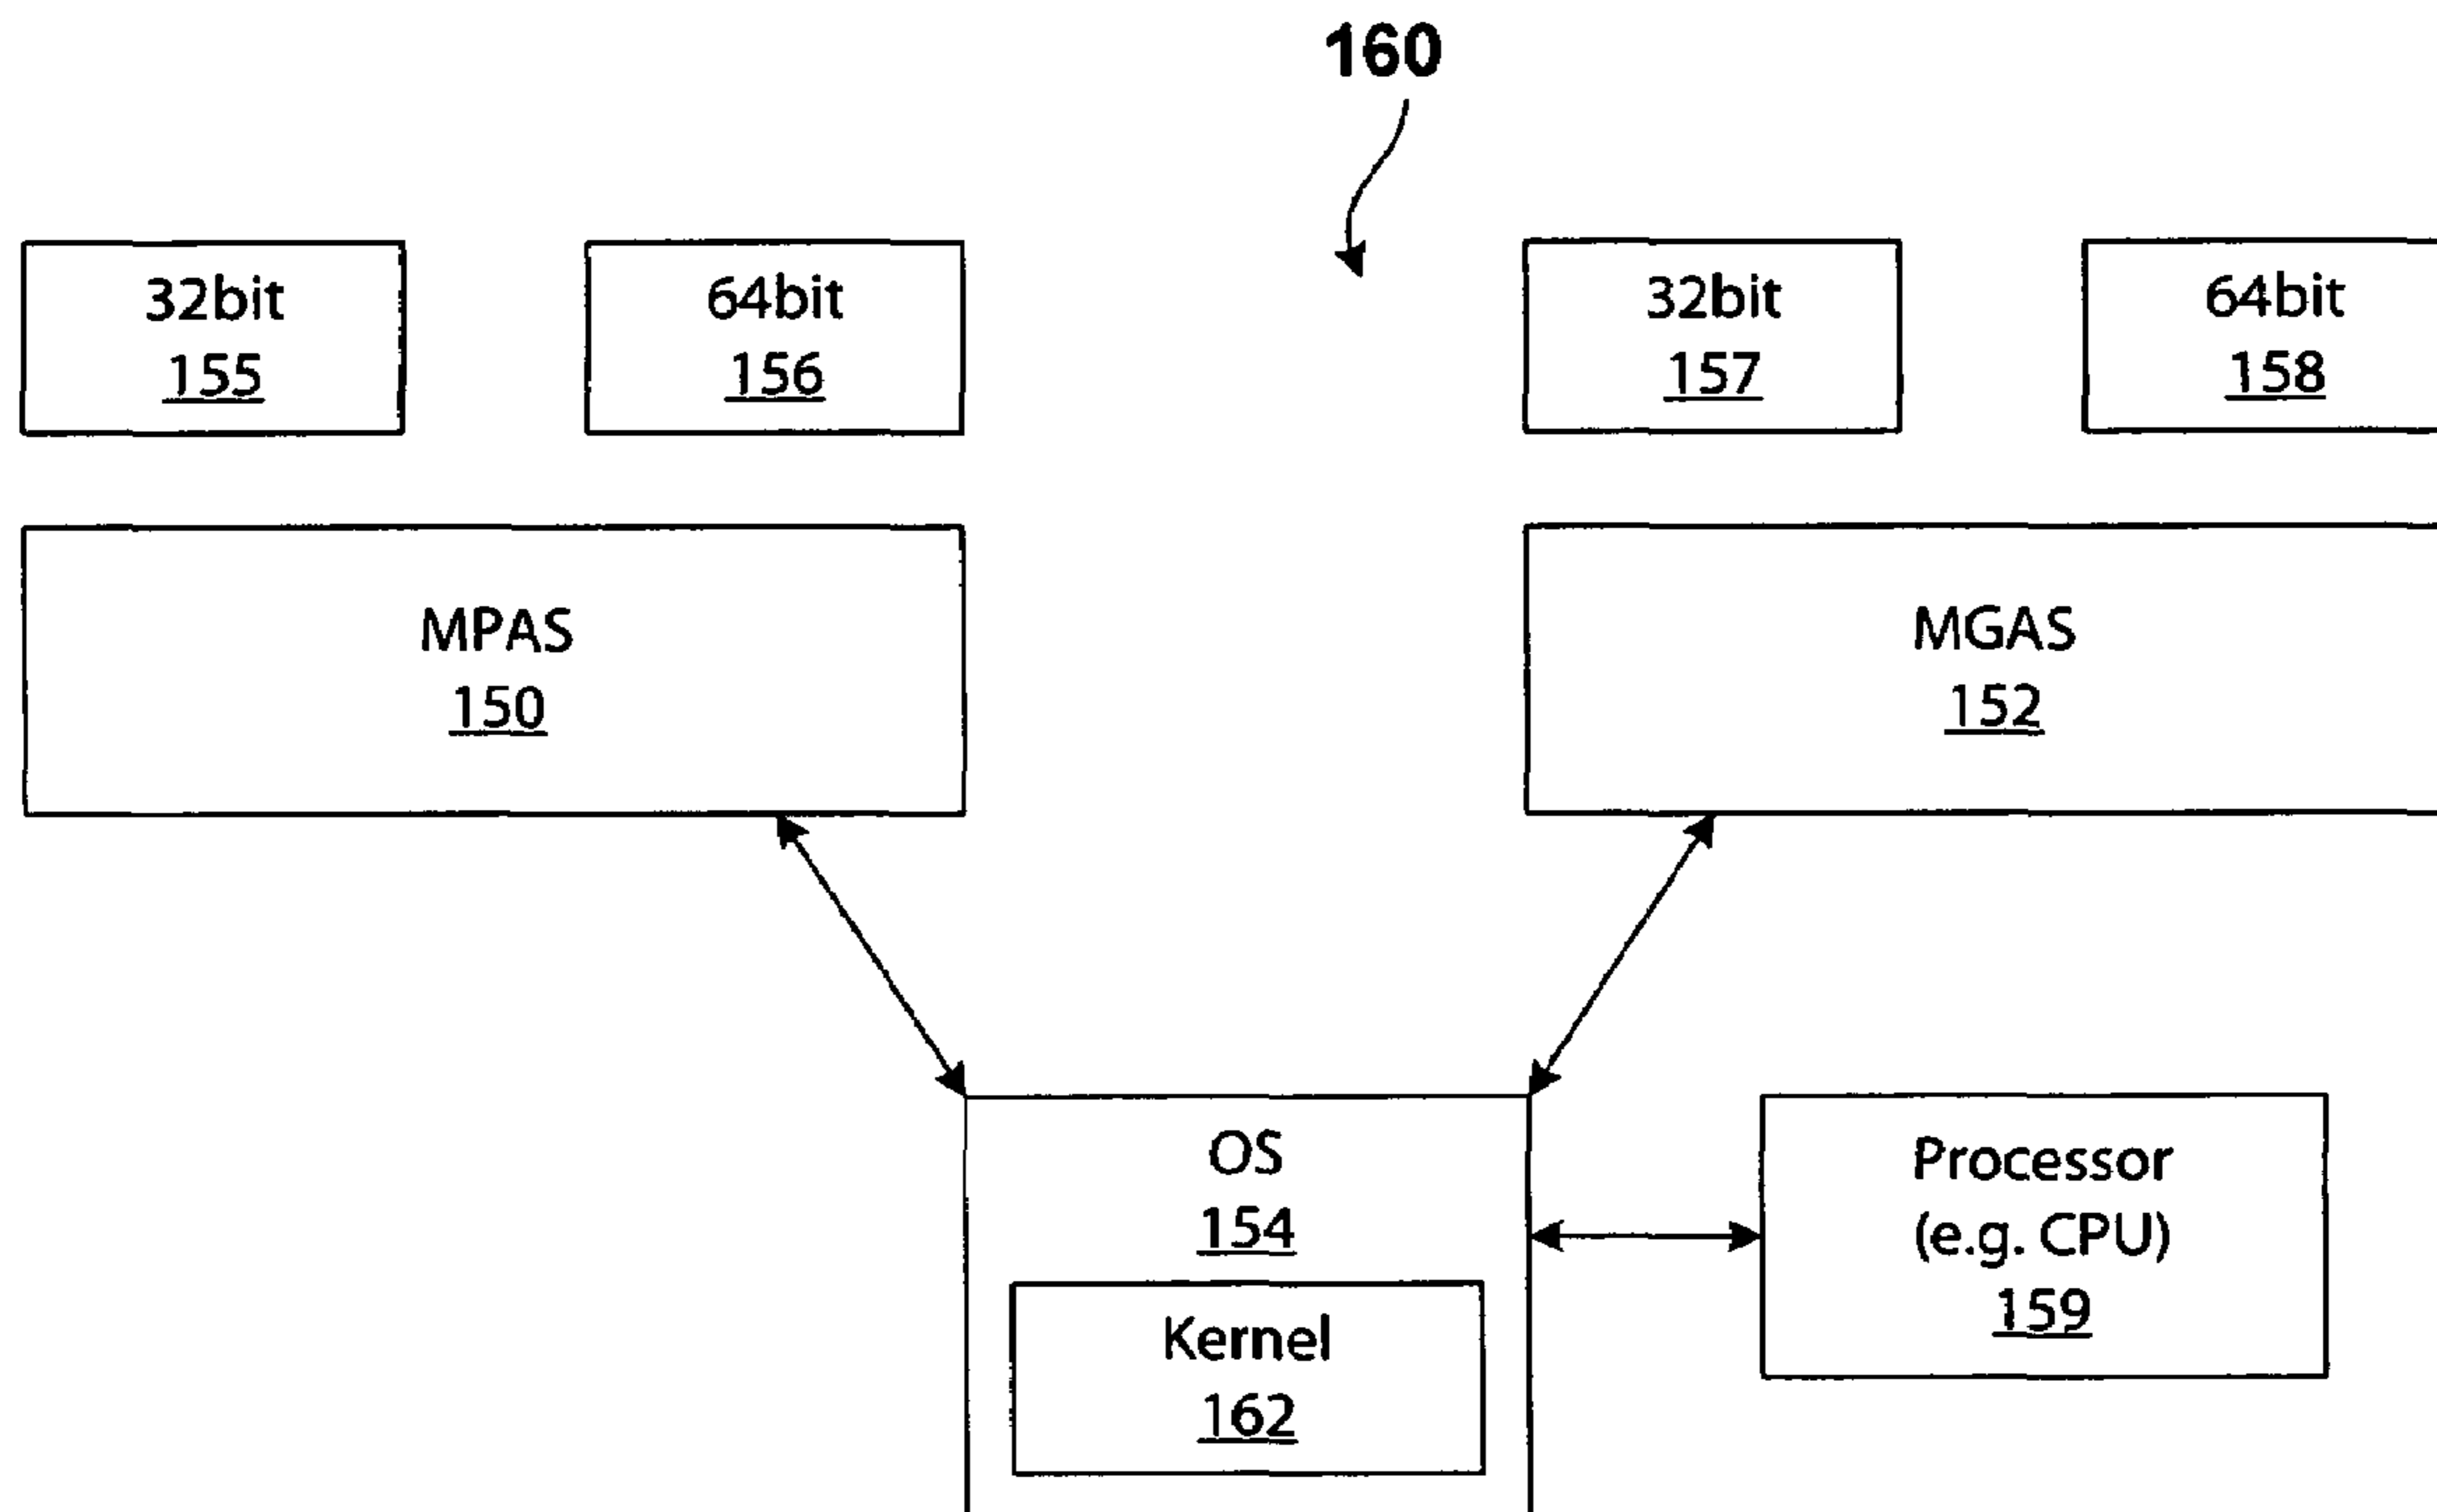 160
32bit
155
64bit
156
32bit
157
64bit
158
MPAS
150
MGAS
152
OS
154
Kernel
162
Processor
(e.g. CPU)
159